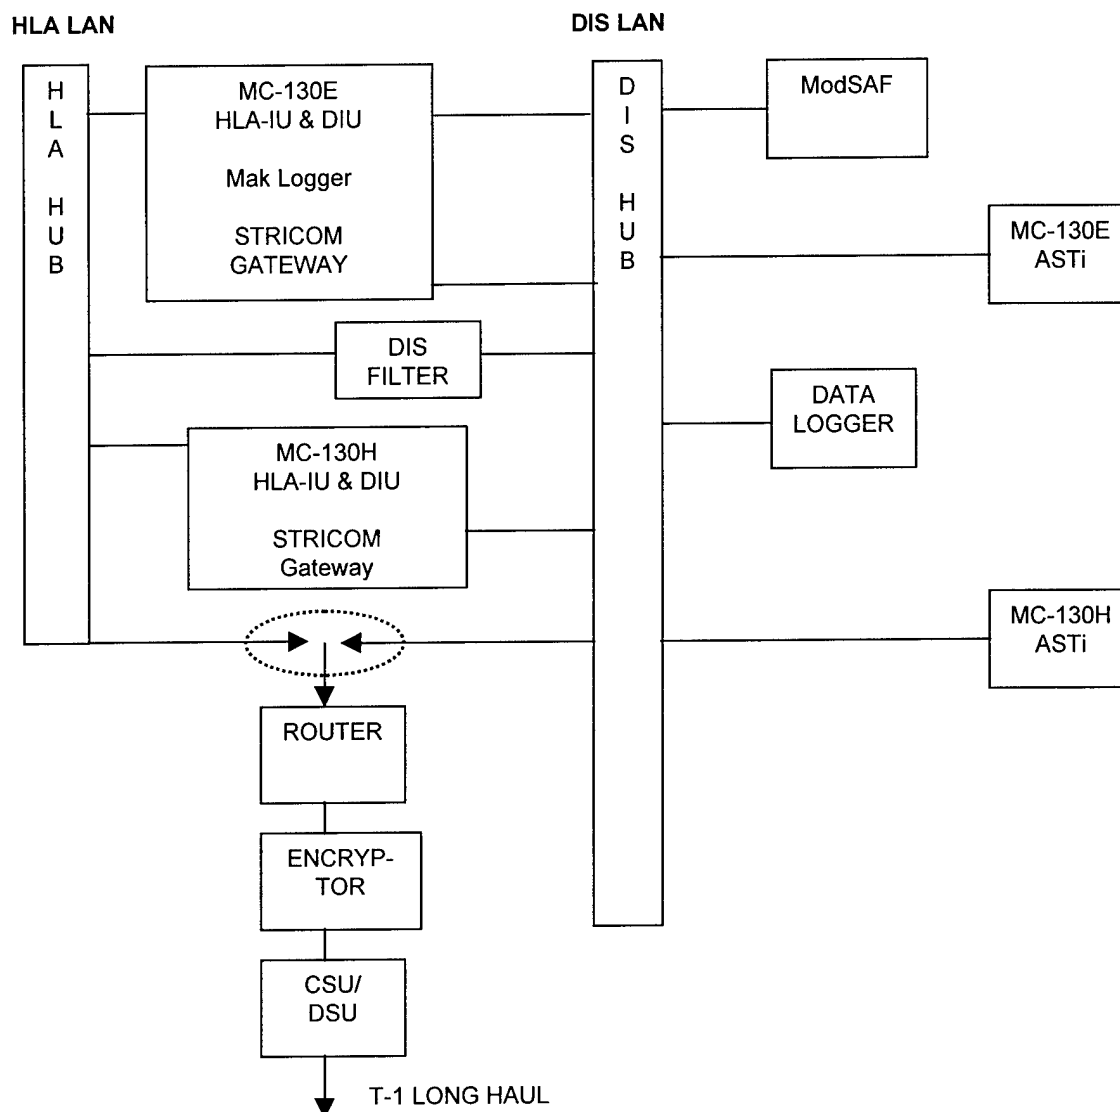 HLA LAN
DIS LAN
H
L
A
H
U
B
MC-130E
HLA-IU & DIU
Mak Logger
STRICOM
GATEWAY
D
I
S
H
U
B
ModSAF
MC-130E
ASTi
DIS
FILTER
DATA
LOGGER
MC-130H
HLA-IU & DIU
STRICOM
Gateway
MC-130H
ASTi
ROUTER
ENCRYP-
TOR
CSU/
DSU
T-1 LONG HAUL